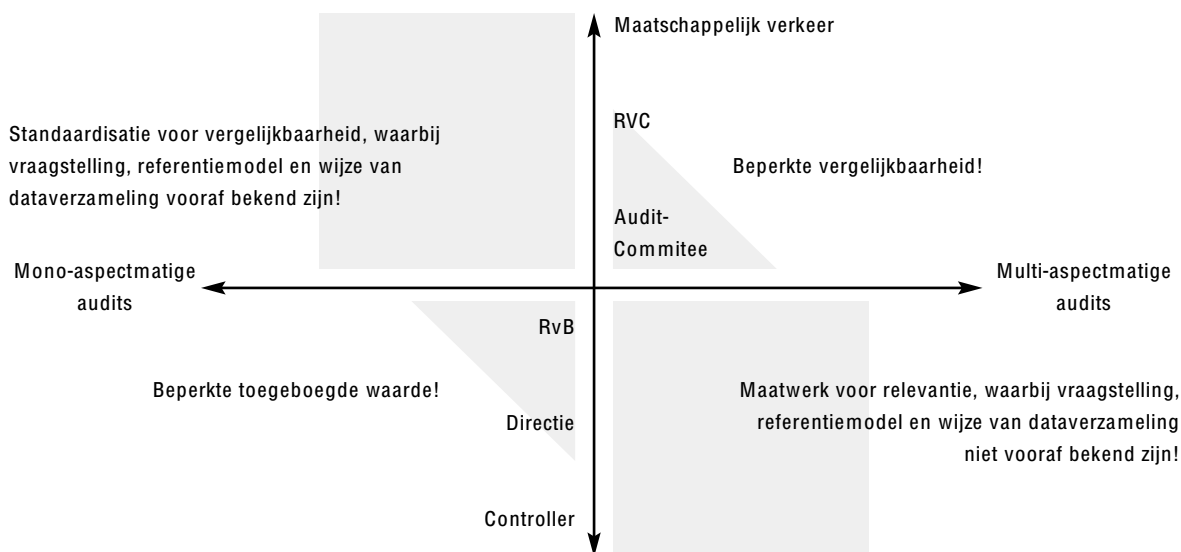 Maatschappelijk verkeer
RVC
Standaardisatie voor vergelijkbaarheid, waarbij
vraagstelling, referentiemodel en wijze van
dataverzameling vooraf bekend zijn!
Beperkte vergelijkbaarheid!
Audit-
Commitee
Mono-aspectmatige
audits
Multi-aspectmatige
audits
RvB
Beperkte toegeboegde waarde!
Directie
Maatwerk voor relevantie, waarbij vraagstelling,
referentiemodel en wijze van dataverzameling
niet vooraf bekend zijn!
Controller